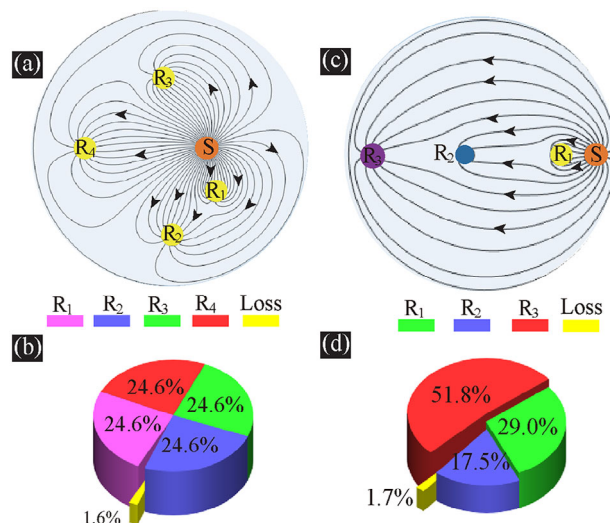 (a)
R3
R4
S
R1
R2
(c)
R3
R2
R1
S
R1 R2 R3 R4 Loss
R1 R2 R3 Loss
(b)
24.6%
24.6%
24.6%
24.6%
1.6%
(d)
51.8%
29.0%
17.5%
1.7%